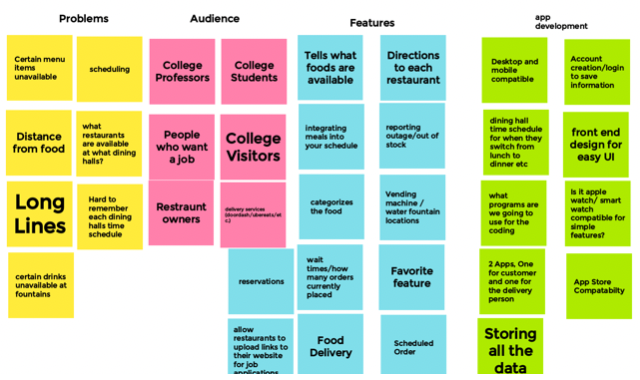 Problems
Audience
Features
app
development
Certain menu
items
unavailable
scheduling
College
Professors
College
Students
Tells what
foods are
available
Directions
to each
restaurant
Desktop and
mobile
compatible
Account
creation/login
to save
information
Distance
from food
what
restaurants
are available
at what dining
halls?
People
who want
a job
College
Visitors
integrating
meals into
your schedule
reporting
outage/out of
stock
dining hall
time schedule
for when they
switch from
lunch to
dinner etc
front end
design for
easy UI
Long
Lines
Hard to
remember
each dining
halls time
schedule
Restraunt
owners
delivery services
(doordash/ubereats/et
c)
categorizes
the food
Vending
machine /
water fountain
locations
what
programs are
we going to
use for the
coding
Is it apple
watch/ smart
watch
compatible for
simple
features?
certain drinks
unavailable at
fountains
reservations
wait
times/how
many orders
currently
placed
Favorite
feature
2 Apps, One
for customer
and one for
the delivery
person
App Store
Compatabilty
allow
restaurants to
upload links to
their website
for job
applications
Food
Delivery
Scheduled
Order
Storing
all the
data